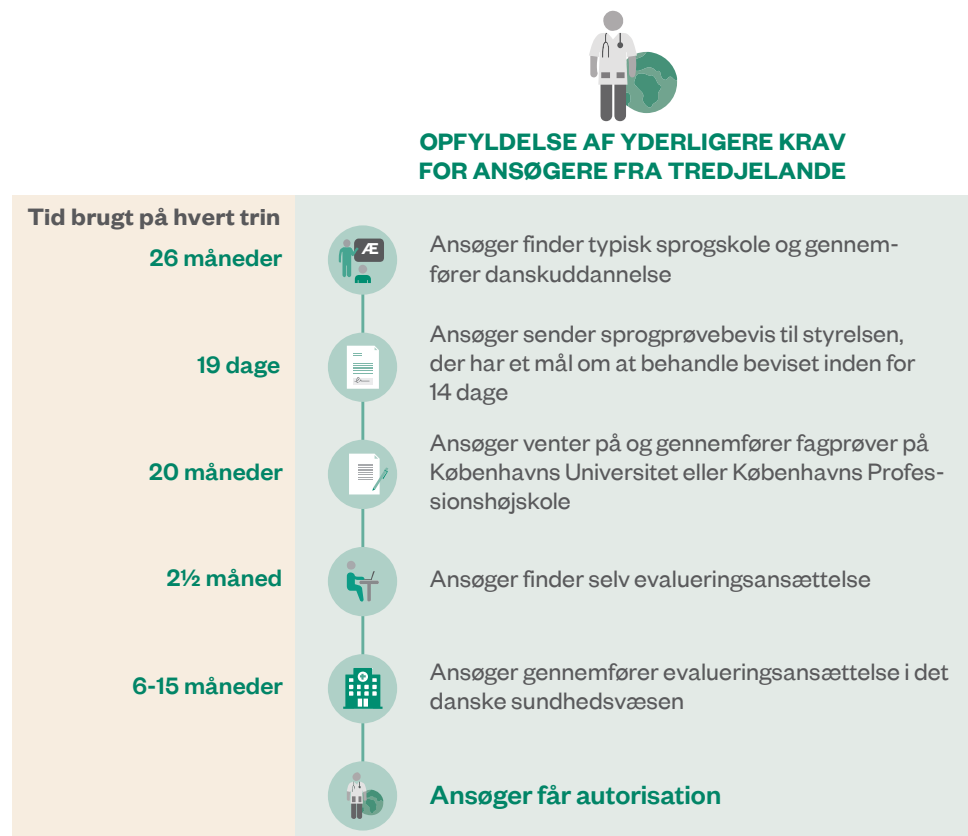 OPFYLDELSE AF YDERLIGERE KRAV
FOR ANSØGERE FRA TREDJELANDE
Tid brugt på hvert trin
26 måneder
Æ
Ansøger finder typisk sprogskole og gennem-
fører danskuddannelse
19 dage
Ansøger sender sprogprøvebevis til styrelsen,
der har et mål om at behandle beviset inden for
14 dage
20 måneder
Ansøger venter på og gennemfører fagprøver på
Københavns Universitet eller Københavns Profes-
sionshøjskole
2½ måned
Ansøger finder selv evalueringsansættelse
6-15 måneder
Ansøger gennemfører evalueringsansættelse i det
danske sundhedsvæsen
Ansøger får autorisation